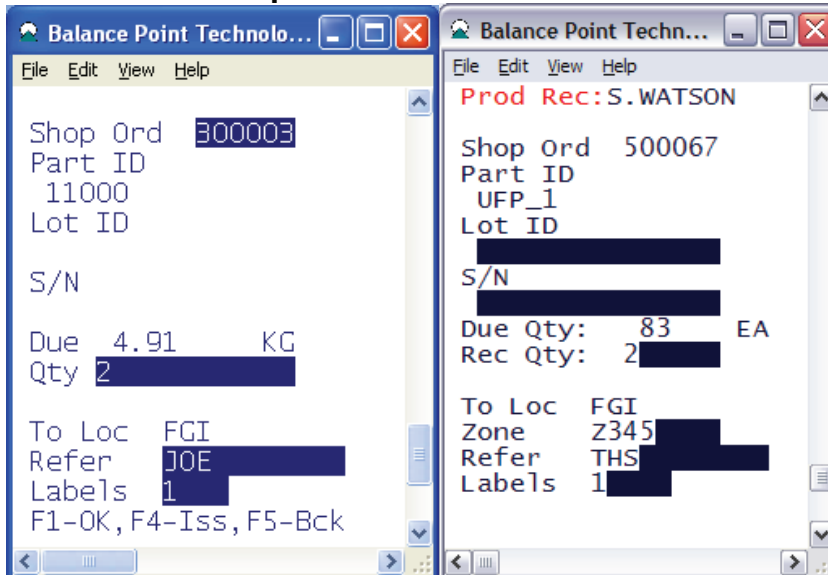 Balance Point Technolo...
File Edit View Help
Shop Ord 300003
Part ID
11000
Lot ID
S/N
Due 4.91 KG
Qty 2
To Loc FGI
Refer JOE
Labels 1
F1-OK,F4-Iss,F5-Bck
Balance Point Techn...
File Edit View Help
Prod Rec:S.WATSON
Shop Ord 500067
Part ID
UFP_1
Lot ID
S/N
Due Qty: 83 EA
Rec Qty: 2
To Loc FGI
Zone Z345
Refer THS
Labels 1